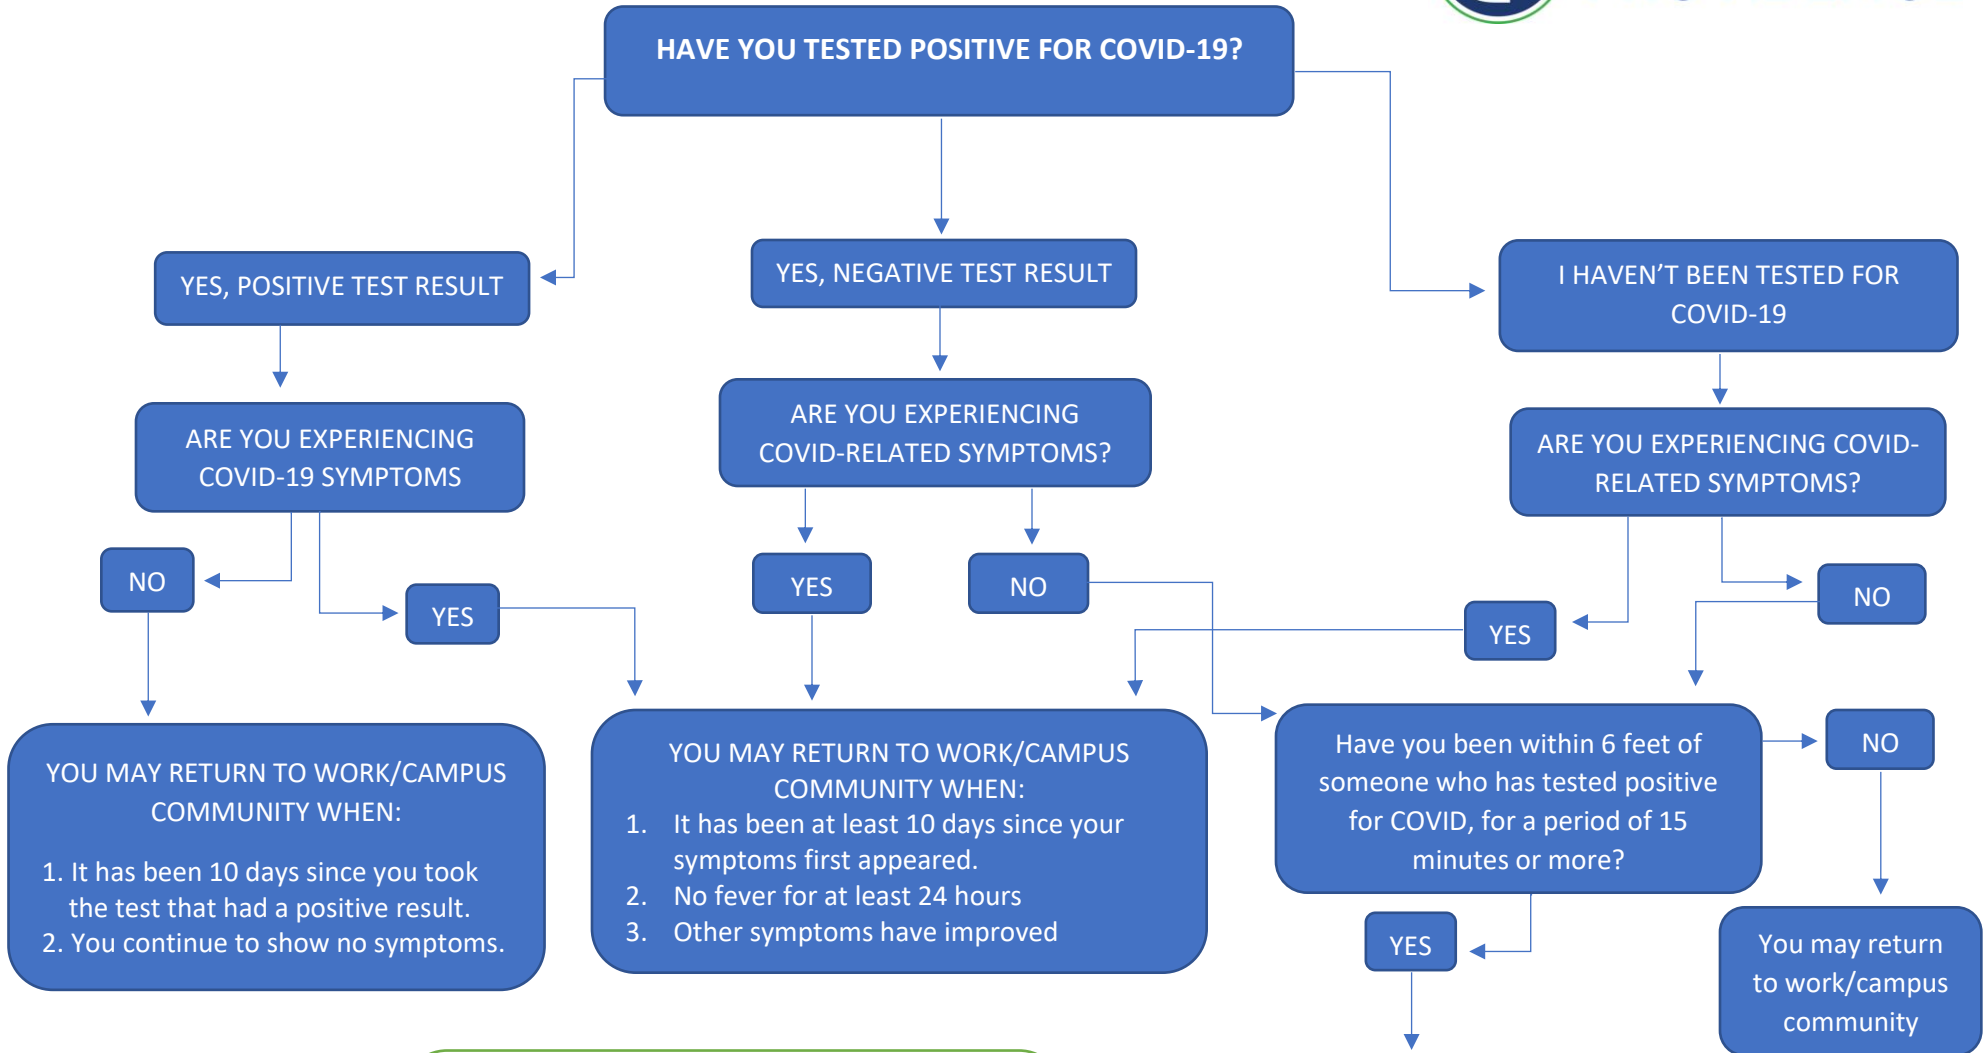 HAVE YOU TESTED POSITIVE FOR COVID-19?
YES, POSITIVE TEST RESULT
YES, NEGATIVE TEST RESULT
I HAVEN’T BEEN TESTED FOR
COVID-19
ARE YOU EXPERIENCING
COVID-19 SYMPTOMS
ARE YOU EXPERIENCING
COVID-RELATED SYMPTOMS?
ARE YOU EXPERIENCING COVID-
RELATED SYMPTOMS?
NO
YES
YES
NO
YES
NO
YOU MAY RETURN TO WORK/CAMPUS
COMMUNITY WHEN:
1. It has been 10 days since you took
the test that had a positive result.
2. You continue to show no symptoms.
YOU MAY RETURN TO WORK/CAMPUS
COMMUNITY WHEN:
1. It has been at least 10 days since your
symptoms first appeared.
2. No fever for at least 24 hours
3. Other symptoms have improved
Have you been within 6 feet of
someone who has tested positive
for COVID, for a period of 15
minutes or more?
NO
YES
You may return
to work/campus
community